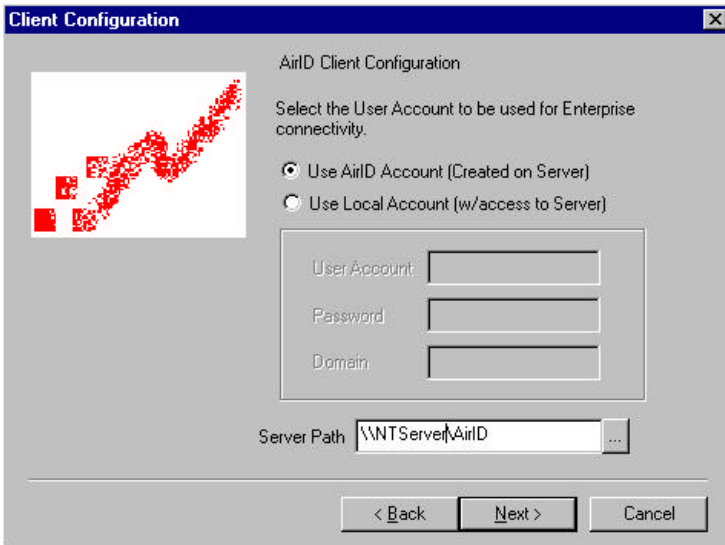 Client Configuration
AirID Client Configuration
Select the User Account to be used for Enterprise
connectivity.
Use AirID Account (Created on Server)
Use Local Account (w/access to Server)
User Account
Password
Domain
Server Path \\NTServer\AirID ...
< Back Next > Cancel